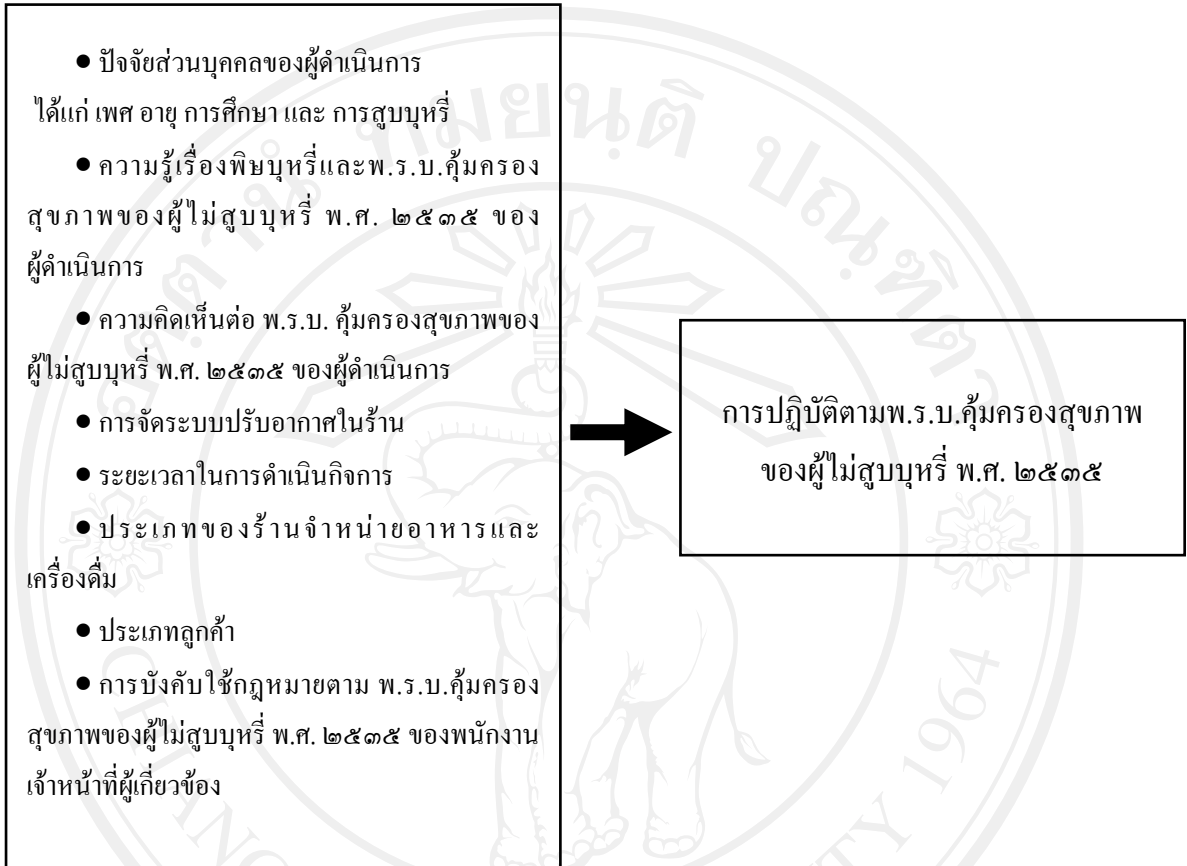 ● ปัจจัยส่วนบุคคลของผู้ดำเนินการ
ได้แก่ เพศ อายุ การศึกษา และ การสูบบุหรี่
● ความรู้เรื่องพิษบุหรี่และพ.ร.บ.คุ้มครอง
สุขภาพของผู้ไม่สูบบุหรี่ พ.ศ. ๒๕๓๕ ของ
ผู้ดำเนินการ
● ความคิดเห็นต่อ พ.ร.บ. คุ้มครองสุขภาพของ
ผู้ไม่สูบบุหรี่ พ.ศ. ๒๕๓๕ ของผู้ดำเนินการ
● การจัดระบบปรับอากาศในร้าน
● ระยะเวลาในการดำเนินกิจการ
● ประเภทของร้านจำหน่ายอาหารและ
เครื่องดื่ม
● ประเภทลูกค้า
● การบังคับใช้กฎหมายตาม พ.ร.บ.คุ้มครอง
สุขภาพของผู้ไม่สูบบุหรี่ พ.ศ. ๒๕๓๕ ของพนักงาน
เจ้าหน้าที่ผู้เกี่ยวข้อง
การปฏิบัติตามพ.ร.บ.คุ้มครองสุขภาพ
ของผู้ไม่สูบบุหรี่ พ.ศ. ๒๕๓๕
ทมยนฺติ ปณฺฑิตา
1964